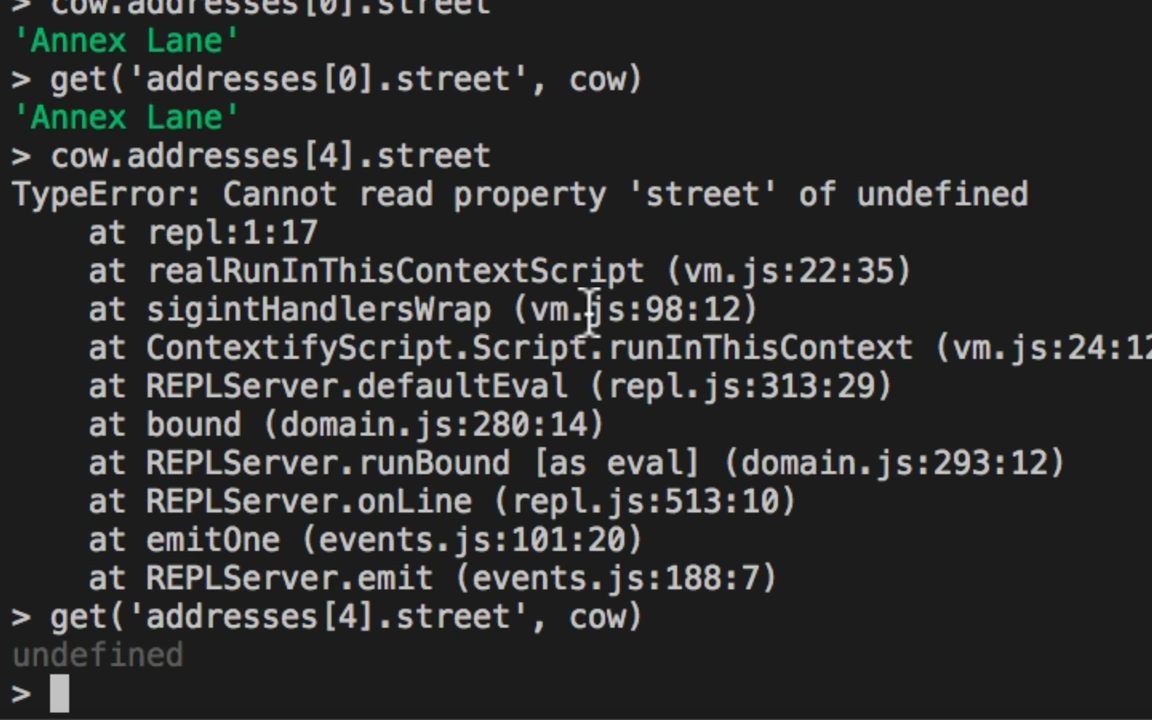 > cow.addresses[0].street
'Annex Lane'
> get('addresses[0].street', cow)
'Annex Lane'
> cow.addresses[4].street
TypeError: Cannot read property 'street' of undefined
    at repl:1:17
    at realRunInThisContextScript (vm.js:22:35)
    at sigintHandlersWrap (vm.js:98:12)
    at ContextifyScript.Script.runInThisContext (vm.js:24:12
    at REPLServer.defaultEval (repl.js:313:29)
    at bound (domain.js:280:14)
    at REPLServer.runBound [as eval] (domain.js:293:12)
    at REPLServer.onLine (repl.js:513:10)
    at emitOne (events.js:101:20)
    at REPLServer.emit (events.js:188:7)
> get('addresses[4].street', cow)
undefined
>